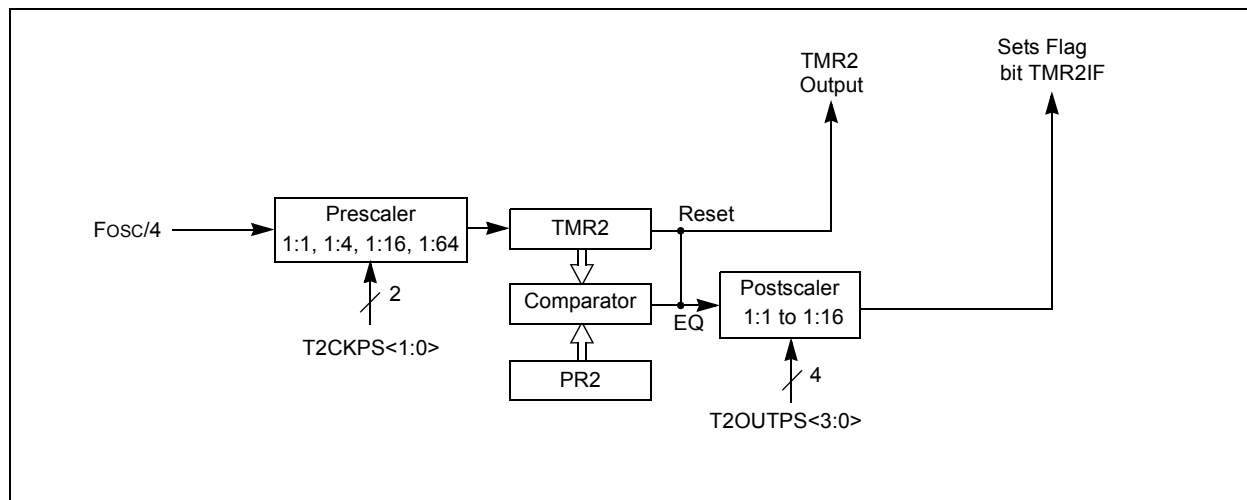 TMR2
Output
Sets Flag
bit TMR2IF
FOSC/4
Prescaler
1:1, 1:4, 1:16, 1:64
2
T2CKPS<1:0>
TMR2
Reset
Comparator
EQ
PR2
Postscaler
1:1 to 1:16
4
T2OUTPS<3:0>